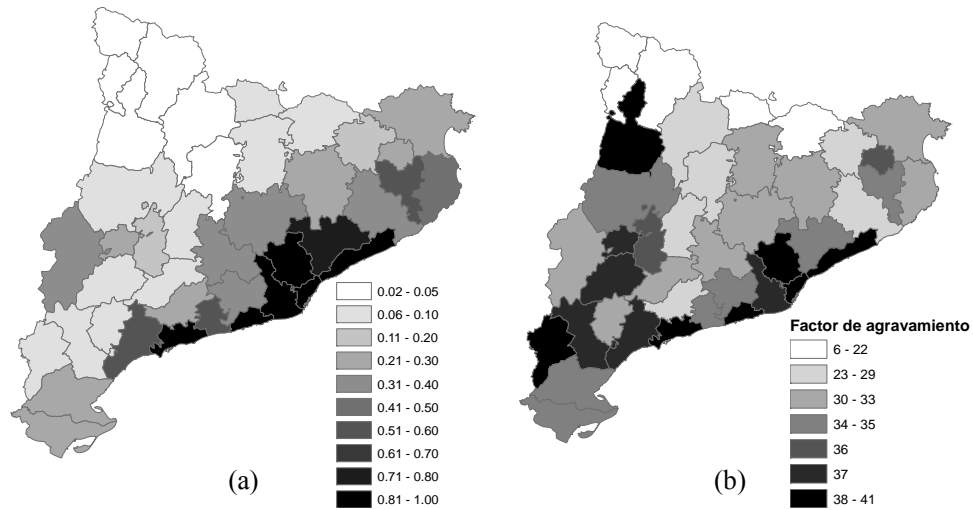 0.02 - 0.05
0.06 - 0.10
0.11 - 0.20
0.21 - 0.30
0.31 - 0.40
0.41 - 0.50
0.51 - 0.60
0.61 - 0.70
0.71 - 0.80
0.81 - 1.00
(a)
Factor de agravamiento
6 - 22
23 - 29
30 - 33
34 - 35
36
37
38 - 41
(b)